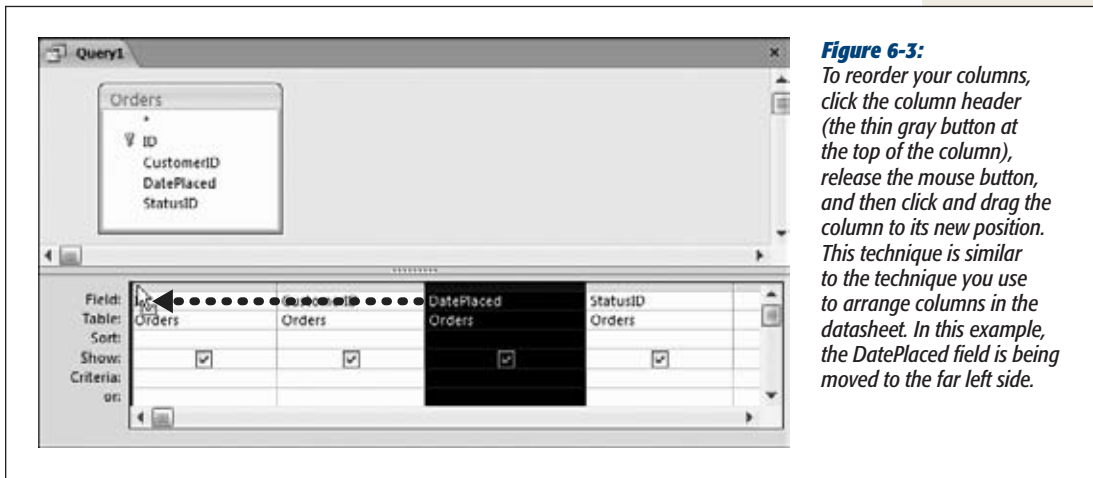 Query1
Orders
*
ID
CustomerID
DatePlaced
StatusID
Field: DatePlaced StatusID
Table: Orders Orders Orders Orders
Sort:
Show:
Criteria:
or:
Figure 6-3:
To reorder your columns,
click the column header
(the thin gray button at
the top of the column),
release the mouse button,
and then click and drag the
column to its new position.
This technique is similar
to the technique you use
to arrange columns in the
datasheet. In this example,
the DatePlaced field is being
moved to the far left side.